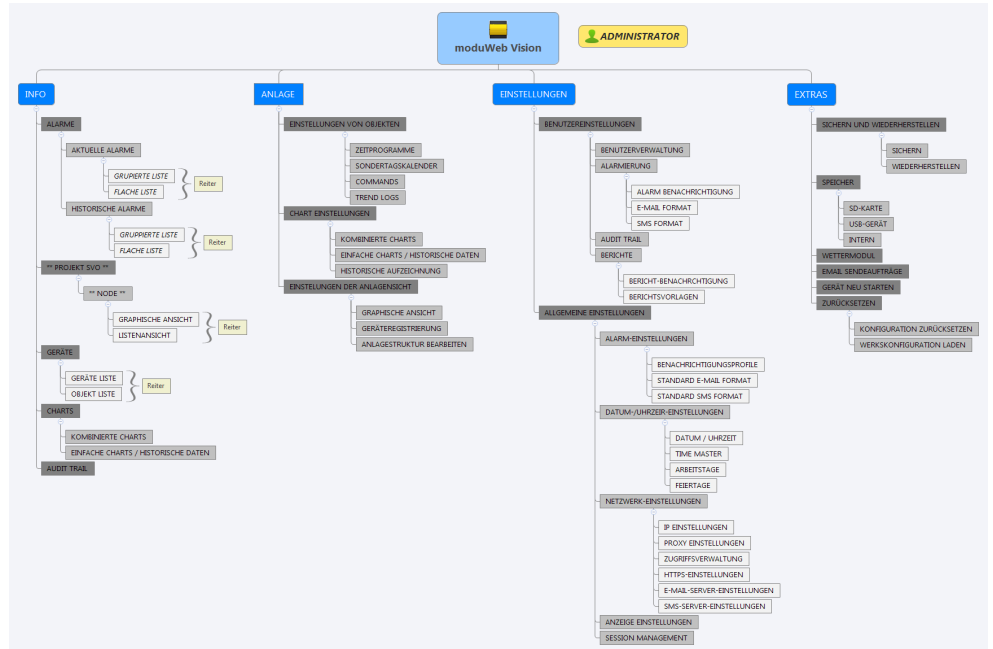 moduWeb Vision
ADMINISTRATOR
INFO
ALARME
AKTUELLE ALARME
GRUPIERTE LISTE
FLACHE LISTE
Reiter
HISTORISCHE ALARME
GRUPPIERTE LISTE
FLACHE LISTE
Reiter
** PROJEKT SVO **
** NODE **
GRAPHISCHE ANSICHT
LISTENANSICHT
Reiter
GERÄTE
GERÄTE LISTE
OBJEKT LISTE
Reiter
CHARTS
KOMBINIERTE CHARTS
EINFACHE CHARTS / HISTORISCHE DATEN
AUDIT TRAIL
ANLAGE
EINSTELLUNGEN VON OBJEKTEN
ZEITPROGRAMME
SONDERTAGSKALENDER
COMMANDS
TREND LOGS
CHART EINSTELLUNGEN
KOMBINIERTE CHARTS
EINFACHE CHARTS / HISTORISCHE DATEN
HISTORISCHE AUFZEICHNUNG
EINSTELUNGEN DER ANLAGENSICHT
GRAPHISCHE ANSICHT
GERÄTEREGISTRIERUNG
ANLAGESTRUKTUR BEARBEITEN
EINSTELLUNGEN
BENUTZEREINSTELLUNGEN
BENUTZERVERWALTUNG
ALARMIERUNG
ALARM BENACHRICHTIGUNG
E-MAIL FORMAT
SMS FORMAT
AUDIT TRAIL
BERICHTE
BERICHT-BENACHRCHTIGUNG
BERICHTSVORLAGEN
ALLGEMEINE EINSTELLUNGEN
ALARM-EINSTELLUNGEN
BENACHRICHTIGUNGSPROFILE
STANDARD E-MAIL FORMAT
STANDARD SMS FORMAT
DATUM-/UHRZEIR-EINSTELLUNGEN
DATUM / UHRZEIT
TIME MASTER
ARBEITSTAGE
FEIERTAGE
NETZWERK-EINSTELLUNGEN
IP EINSTELLUNGEN
PROXY EINSTELLUNGEN
ZUGRIFFSVERWALTUNG
HTTPS-EINSTELLUNGEN
E-MAIL-SERVER-EINSTELLUNGEN
SMS-SERVER-EINSTELLUNGEN
ANZEIGE EINSTELLUNGEN
SESSION MANAGEMENT
EXTRAS
SICHERN UND WIEDERHERSTELLEN
SICHERN
WIEDERHERSTELLEN
SPEICHER
SD-KARTE
USB-GERÄT
INTERN
WETTERMODUL
EMAIL SENDEAUFTRÄGE
GERÄT NEU STARTEN
ZURÜCKSETZEN
KONFIGURATION ZURÜCKSETZEN
WERKSKONFIGURATION LADEN